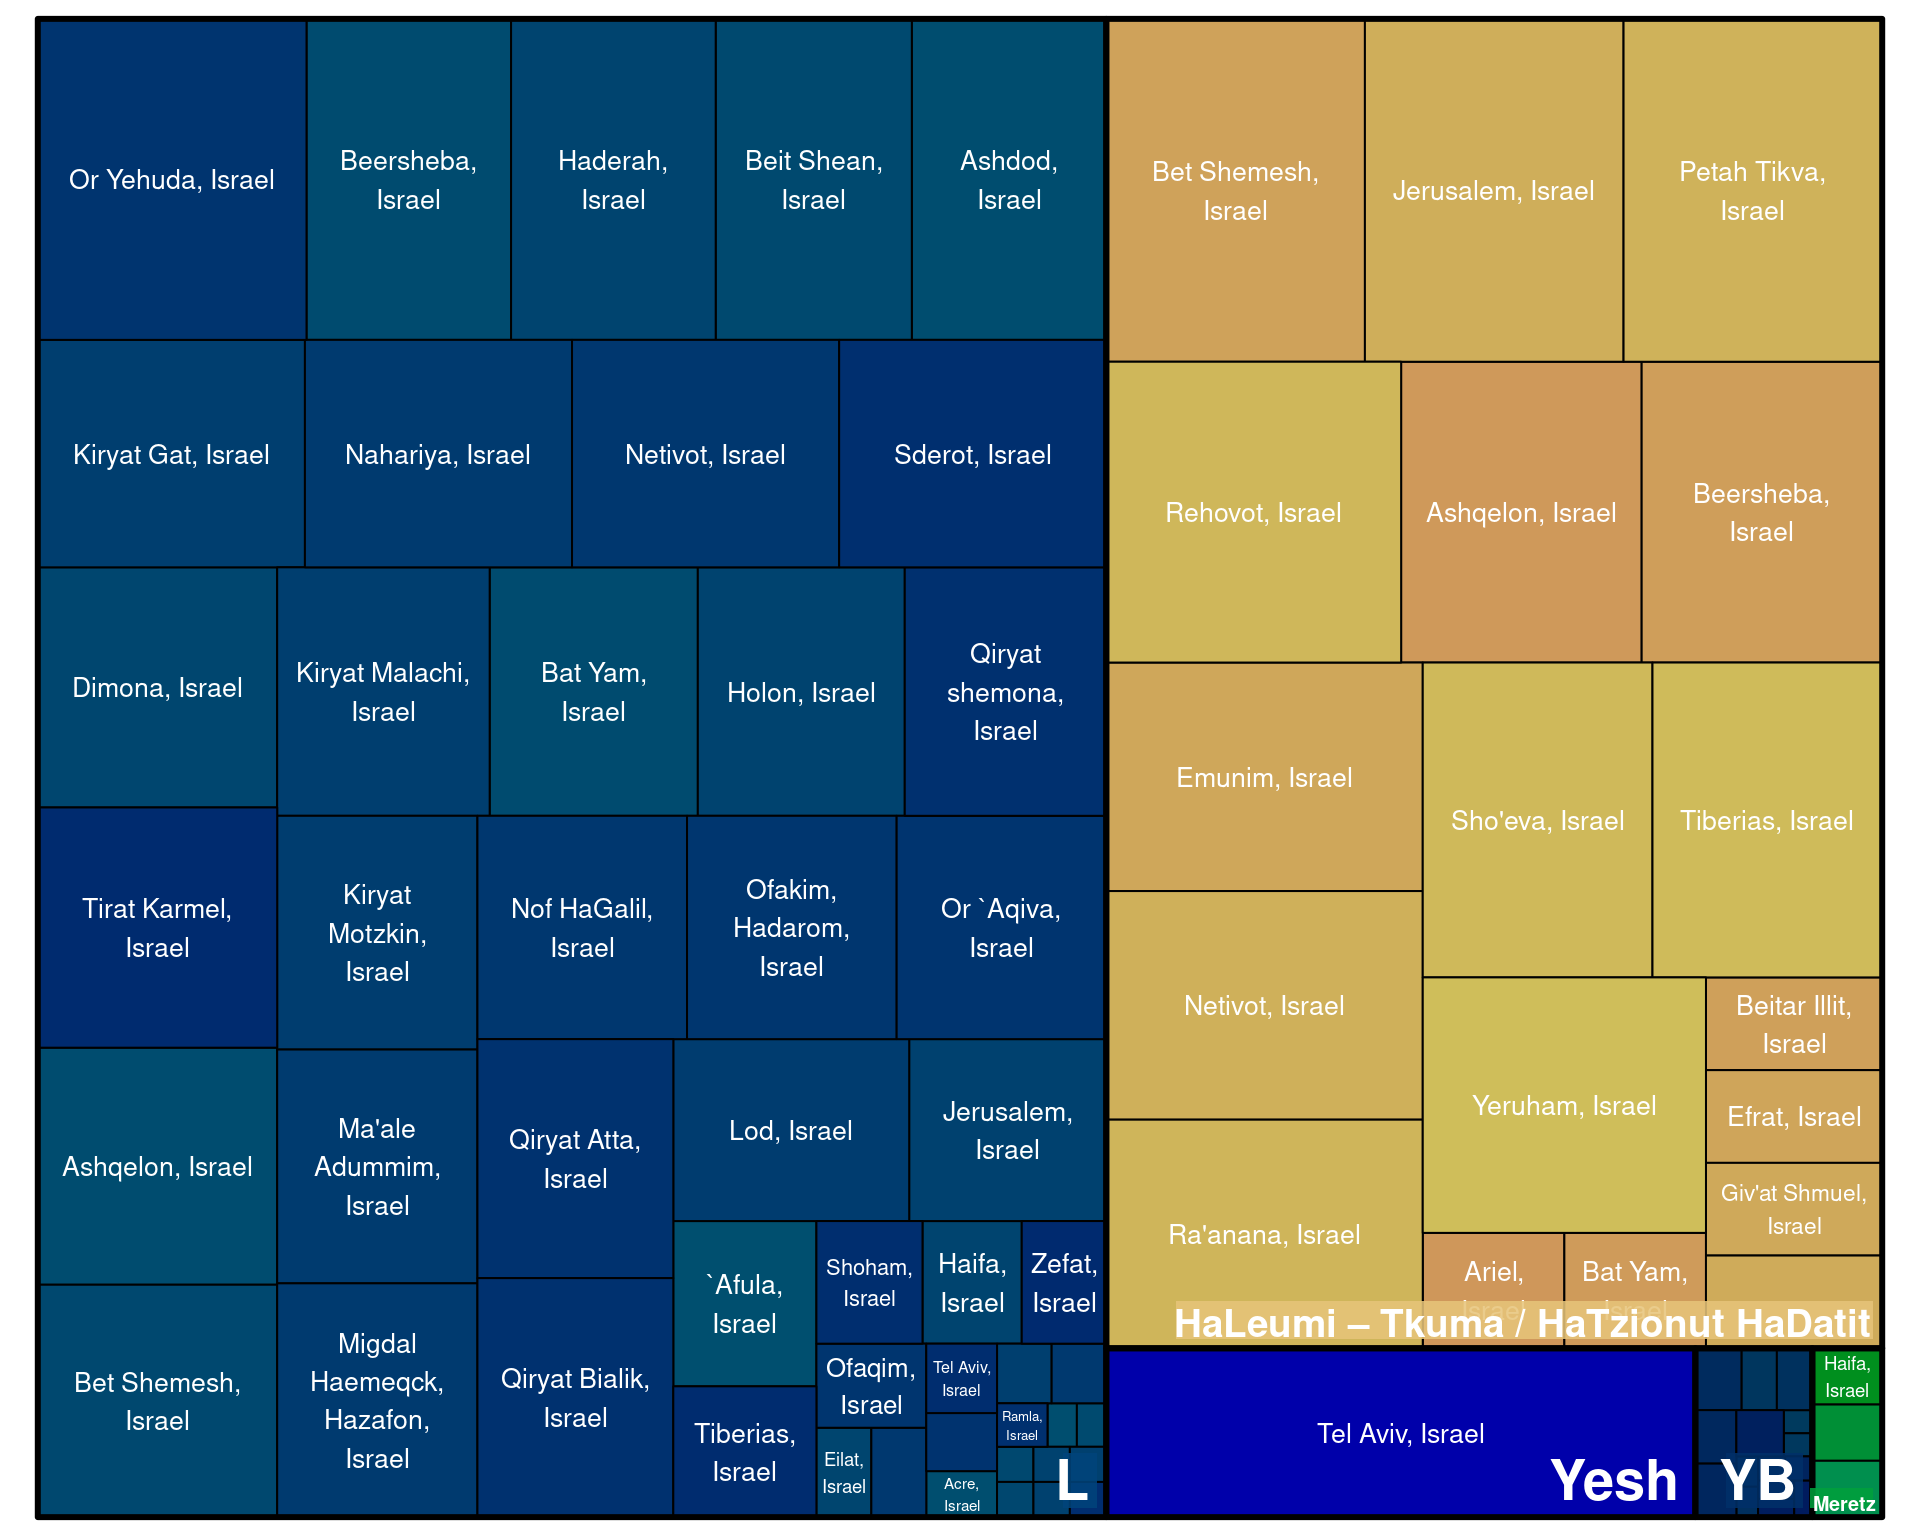 Or Yehuda, Israel
Beersheba,
Israel
Haderah,
Israel
Beit Shean,
Israel
Ashdod,
Israel
Kiryat Gat, Israel
Nahariya, Israel
Netivot, Israel
Sderot, Israel
Dimona, Israel
Kiryat Malachi,
Israel
Bat Yam,
Israel
Holon, Israel
Qiryat
shemona,
Israel
Tirat Karmel,
Israel
Kiryat
Motzkin,
Israel
Nof HaGalil,
Israel
Ofakim,
Hadarom,
Israel
Or `Aqiva,
Israel
Ashqelon, Israel
Ma'ale
Adummim,
Israel
Qiryat Atta,
Israel
Lod, Israel
Jerusalem,
Israel
Bet Shemesh,
Israel
Migdal
Haemeqck,
Hazafon,
Israel
Qiryat Bialik,
Israel
`Afula,
Israel
Tiberias,
Israel
Shoham,
Israel
Haifa,
Israel
Zefat,
Israel
Ofaqim,
Israel
Tel Aviv,
Israel
Ramla,
Israel
Eilat,
Israel
Acre,
Israel
L
Bet Shemesh,
Israel
Jerusalem, Israel
Petah Tikva,
Israel
Rehovot, Israel
Ashqelon, Israel
Beersheba,
Israel
Emunim, Israel
Sho'eva, Israel
Tiberias, Israel
Netivot, Israel
Yeruham, Israel
Beitar Illit,
Israel
Efrat, Israel
Giv'at Shmuel,
Israel
Ra'anana, Israel
Ariel,
Israel
Bat Yam,
Israel
HaLeumi – Tkuma / HaTzionut HaDatit
Tel Aviv, Israel
Yesh
YB
Haifa,
Israel
Meretz